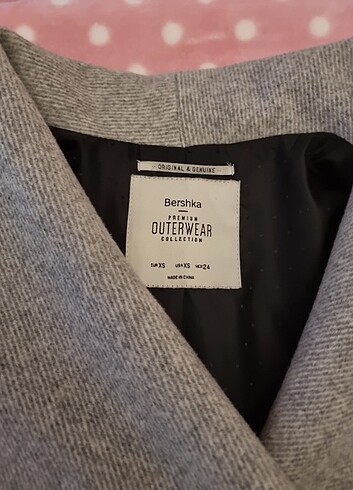 ORIGINAL & GENUINE
Bershka
PREMIUM
OUTERWEAR
COLLECTION
EUR XS USA XS MEX 24
MADE IN CHINA